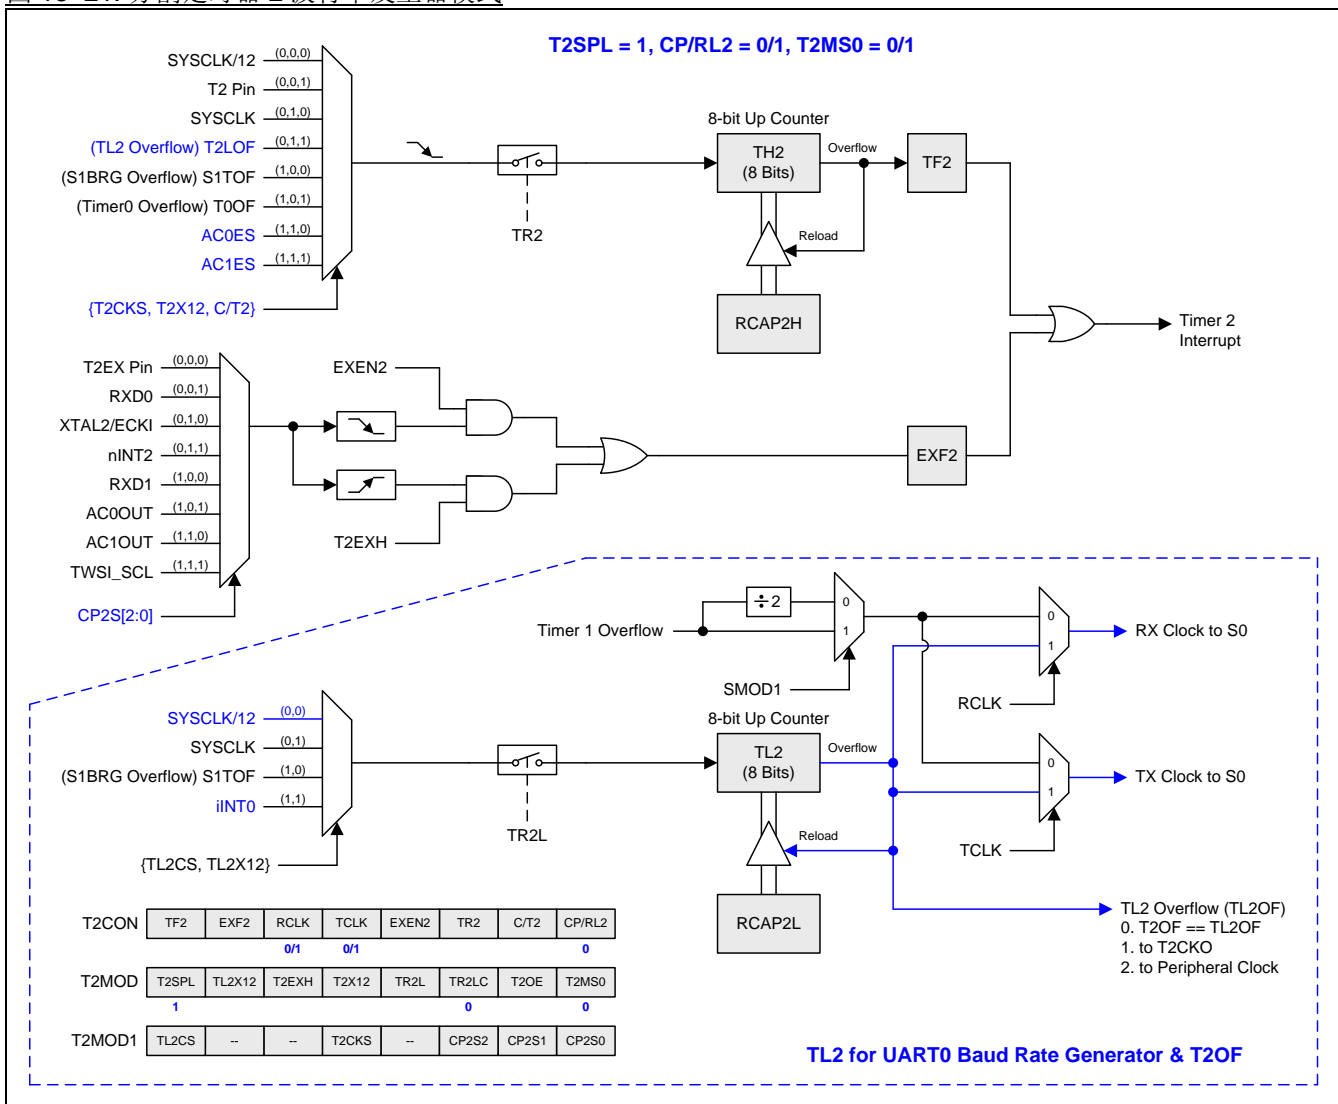 T2SPL = 1, CP/RL2 = 0/1, T2MS0 = 0/1
SYSCLK/12 (0,0,0)
T2 Pin (0,0,1)
SYSCLK (0,1,0)
(TL2 Overflow) T2LOF (0,1,1)
(S1BRG Overflow) S1TOF (1,0,0)
(Timer0 Overflow) T0OF (1,0,1)
AC0ES (1,1,0)
AC1ES (1,1,1)
{T2CKS, T2X12, C/T2}
TR2
8-bit Up Counter
TH2
(8 Bits)
Overflow
TF2
Reload
RCAP2H
Timer 2
Interrupt
T2EX Pin (0,0,0)
RXD0 (0,0,1)
XTAL2/ECKI (0,1,0)
nINT2 (0,1,1)
RXD1 (1,0,0)
AC0OUT (1,0,1)
AC1OUT (1,1,0)
TWSI_SCL (1,1,1)
CP2S[2:0]
EXEN2
T2EXH
EXF2
Timer 1 Overflow
÷2
0
1
SMOD1
0
1
RX Clock to S0
RCLK
SYSCLK/12 (0,0)
SYSCLK (0,1)
(S1BRG Overflow) S1TOF (1,0)
iINT0 (1,1)
{TL2CS, TL2X12}
TR2L
8-bit Up Counter
TL2
(8 Bits)
Overflow
Reload
RCAP2L
0
1
TX Clock to S0
TCLK
TL2 Overflow (TL2OF)
0. T2OF == TL2OF
1. to T2CKO
2. to Peripheral Clock
T2CON TF2 EXF2 RCLK TCLK EXEN2 TR2 C/T2 CP/RL2
0/1 0/1 0
T2MOD T2SPL TL2X12 T2EXH T2X12 TR2L TR2LC T2OE T2MS0
1 0 0
T2MOD1 TL2CS -- -- T2CKS -- CP2S2 CP2S1 CP2S0
TL2 for UART0 Baud Rate Generator & T2OF